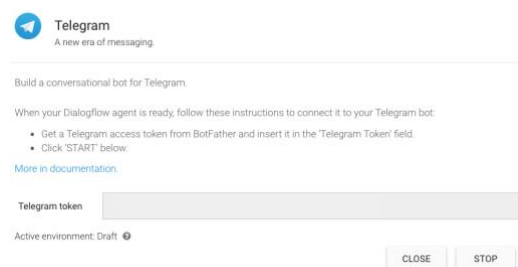 Telegram
A new era of messaging.
Build a conversational bot for Telegram.
When your Dialogflow agent is ready, follow these instructions to connect it to your Telegram bot:
• Get a Telegram access token from BotFather and insert it in the 'Telegram Token' field.
• Click 'START' below.
More in documentation.
Telegram token
Active environment: Draft ?
CLOSE STOP